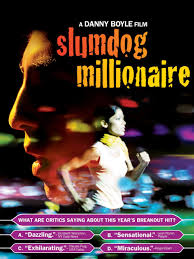 A DANNY BOYLE FILM
slumdog
millionaire
WHAT ARE CRITICS SAYING ABOUT THIS YEAR'S BREAKOUT HIT?
A. "Dazzling."
B. "Sensational."
C. "Exhilarating."
D. "Miraculous."